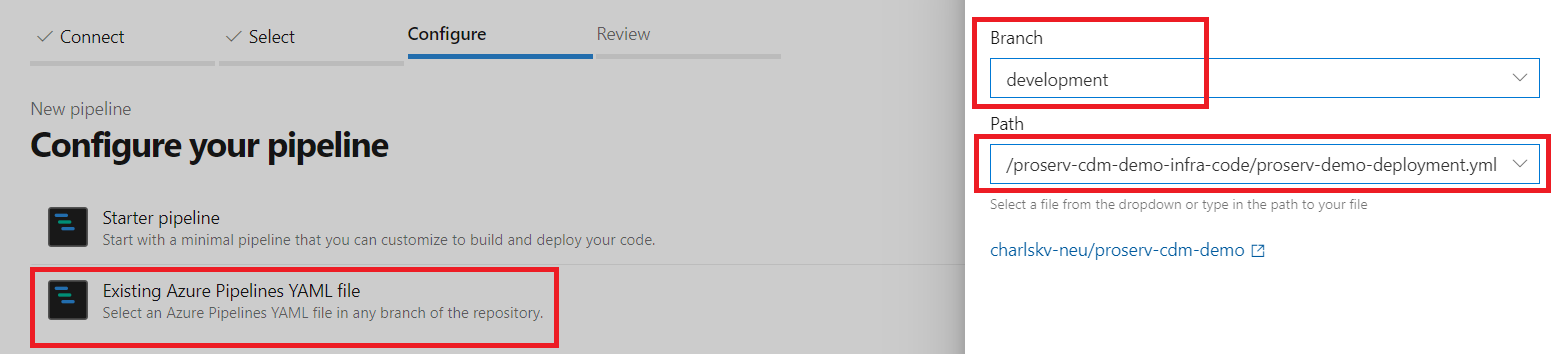 Connect
Select
Configure
Review
New pipeline
Configure your pipeline
Starter pipeline
Start with a minimal pipeline that you can customize to build and deploy your code.
Existing Azure Pipelines YAML file
Select an Azure Pipelines YAML file in any branch of the repository.
Branch
development
Path
/proserv-cdm-demo-infra-code/proserv-demo-deployment.yml
Select a file from the dropdown or type in the path to your file
charlskv-neu/proserv-cdm-demo